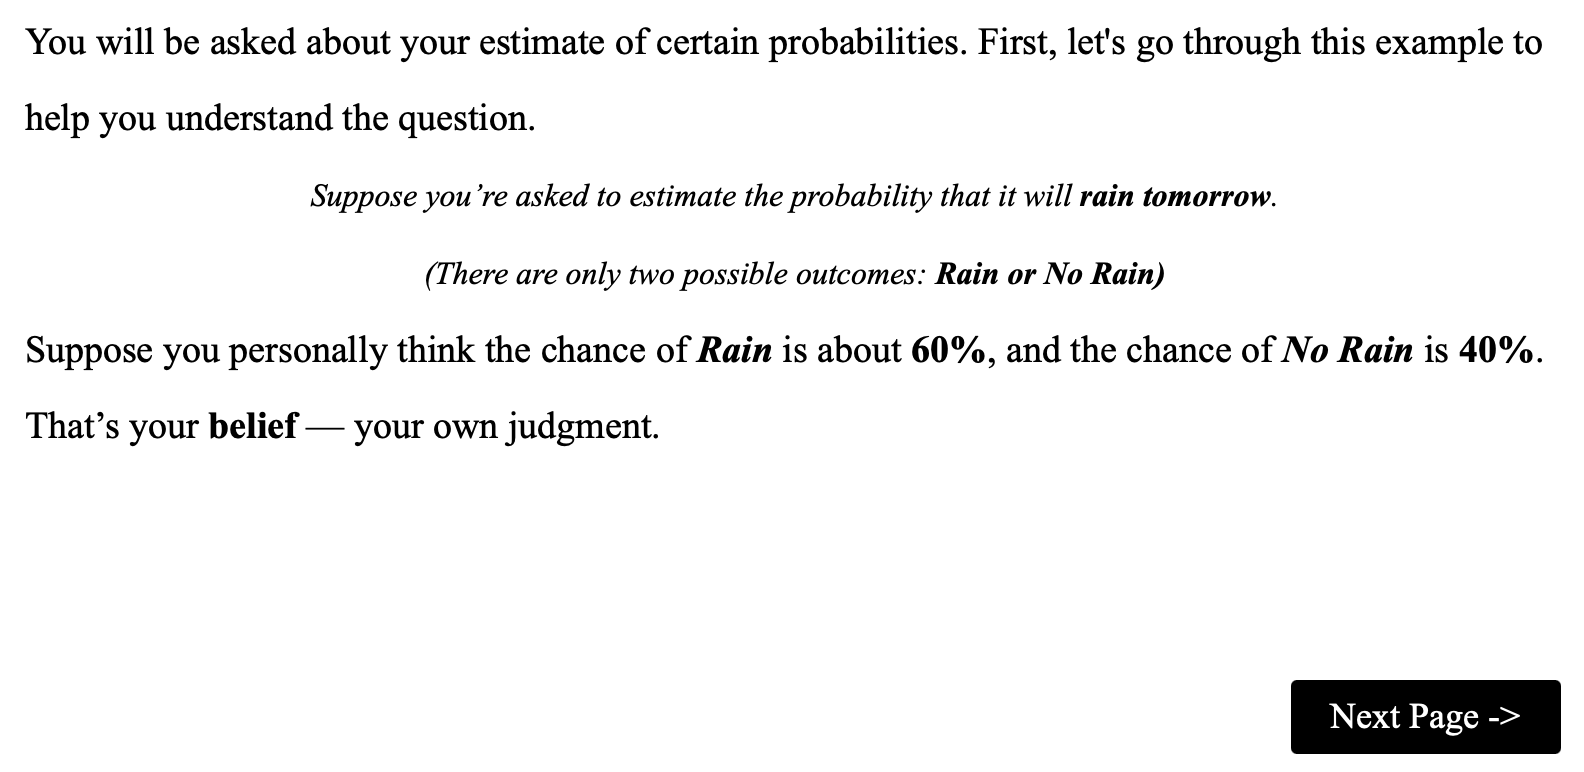 You will be asked about your estimate of certain probabilities. First, let's go through this example to
help you understand the question.
Suppose you’re asked to estimate the probability that it will rain tomorrow.
(There are only two possible outcomes: Rain or No Rain)
Suppose you personally think the chance of Rain is about 60%, and the chance of No Rain is 40%.
That’s your belief — your own judgment.
Next Page ->